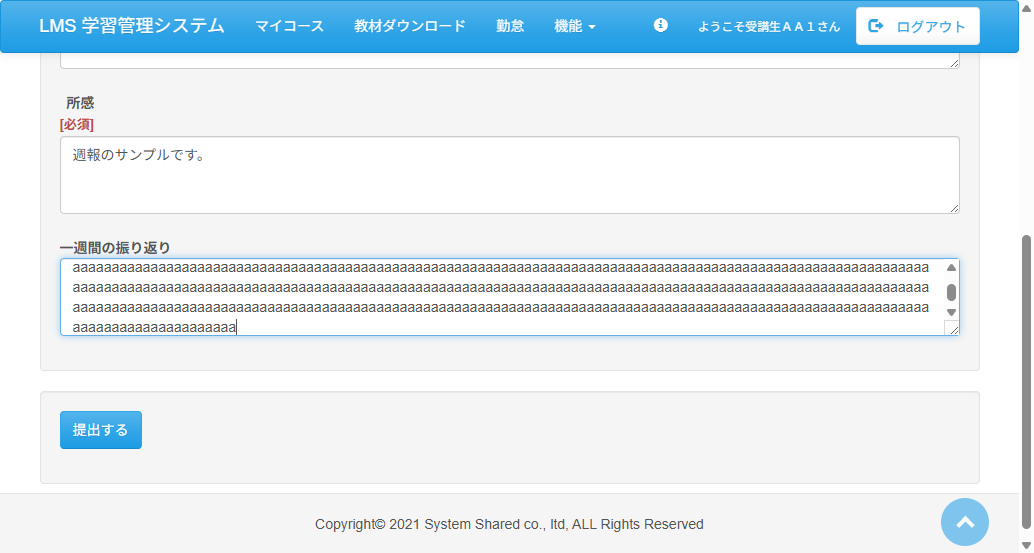 LMS 学習管理システム マイコース 教材ダウンロード 勤怠 機能 ようこそ受講生ＡＡ１さん ログアウト
所感
[必須]
週報のサンプルです。
一週間の振り返り
aaaaaaaaaaaaaaaaaaaaaaaaaaaaaaaaaaaaaaaaaaaaaaaaaaaaaaaaaaaaaaaaaaaaaaaaaaaaaaaaaaaaaaaaaaaaaaaaaaaaaaaaaaaaaa
aaaaaaaaaaaaaaaaaaaaaaaaaaaaaaaaaaaaaaaaaaaaaaaaaaaaaaaaaaaaaaaaaaaaaaaaaaaaaaaaaaaaaaaaaaaaaaaaaaaaaaaaaaaaaa
aaaaaaaaaaaaaaaaaaaaaaaaaaaaaaaaaaaaaaaaaaaaaaaaaaaaaaaaaaaaaaaaaaaaaaaaaaaaaaaaaaaaaaaaaaaaaaaaaaaaaaaaaaaaaa
aaaaaaaaaaaaaaaaaaaaa
提出する
Copyright© 2021 System Shared co., ltd, ALL Rights Reserved